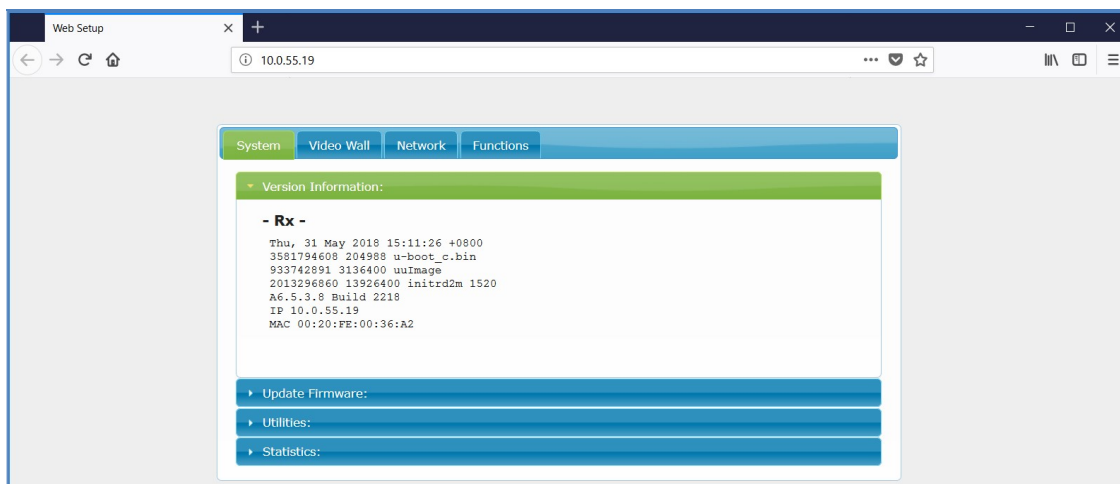 Web Setup
10.0.55.19
System Video Wall Network Functions
Version Information:
- Rx -
Thu, 31 May 2018 15:11:26 +0800
3581794608 204988 u-boot_c.bin
933742891 3136400 uuImage
2013296860 13926400 initrd2m 1520
A6.5.3.8 Build 2218
IP 10.0.55.19
MAC 00:20:FE:00:36:A2
Update Firmware:
Utilities:
Statistics: